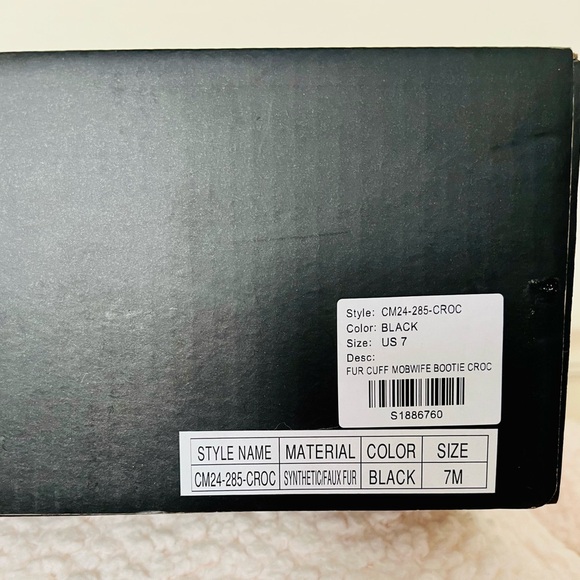 Style: CM24-285-CROC
Color: BLACK
Size: US 7
Desc:
FUR CUFF MOBWIFE BOOTIE CROC
S1886760
STYLE NAME MATERIAL COLOR SIZE
CM24-285-CROC SYNTHETIC/FAUX FUR BLACK 7M